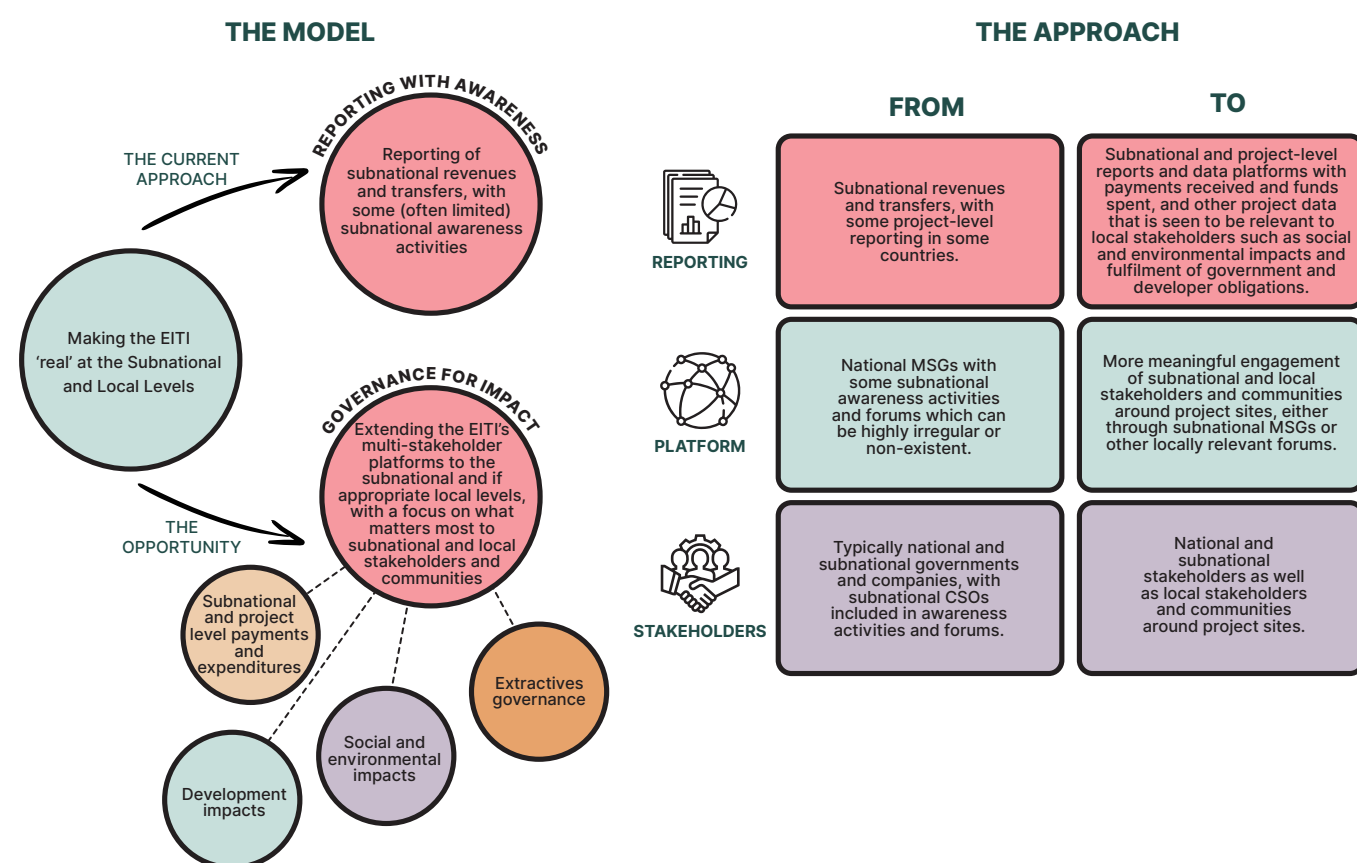 THE MODEL
REPORTING WITH AWARENESS
Reporting of
subnational revenues
and transfers, with
some (often limited)
subnational awareness
activities
THE CURRENT
APPROACH
Making the EITI
‘real’ at the Subnational
and Local Levels
THE
OPPORTUNITY
GOVERNANCE FOR IMPACT
Extending the EITI’s
multi-stakeholder
platforms to the
subnational and if
appropriate local levels,
with a focus on what
matters most to
subnational and local
stakeholders and
communities
Subnational
and project
level payments
and
expenditures
Development
impacts
Social and
environmental
impacts
Extractives
governance
THE APPROACH
FROM
TO
REPORTING
Subnational revenues
and transfers, with
some project-level
reporting in some
countries.
Subnational and project-level
reports and data platforms with
payments received and funds
spent, and other project data
that is seen to be relevant to
local stakeholders such as social
and environmental impacts and
fulfilment of government and
developer obligations.
PLATFORM
National MSGs with
some subnational
awareness activities
and forums which can
be highly irregular or
non-existent.
More meaningful engagement
of subnational and local
stakeholders and communities
around project sites, either
through subnational MSGs or
other locally relevant forums.
STAKEHOLDERS
Typically national and
subnational governments
and companies, with
subnational CSOs
included in awareness
activities and forums.
National and
subnational
stakeholders as well
as local stakeholders
and communities
around project sites.